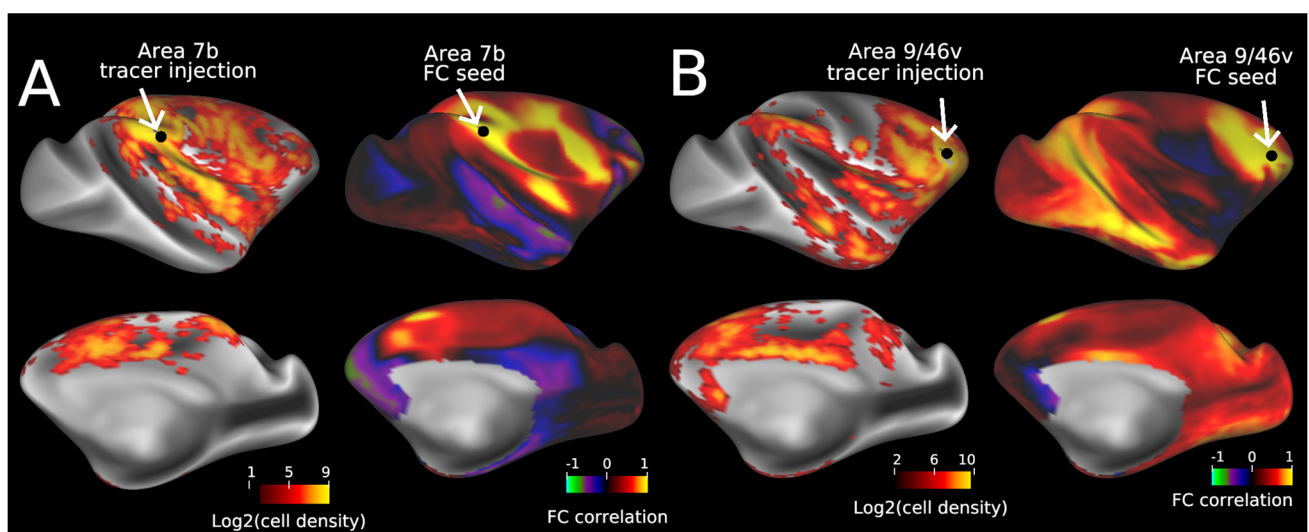 A
Area 7b
tracer injection
Area 7b
FC seed
B
Area 9/46v
tracer injection
Area 9/46v
FC seed
1 5 9
Log2(cell density)
-1 0 1
FC correlation
2 6 10
Log2(cell density)
-1 0 1
FC correlation